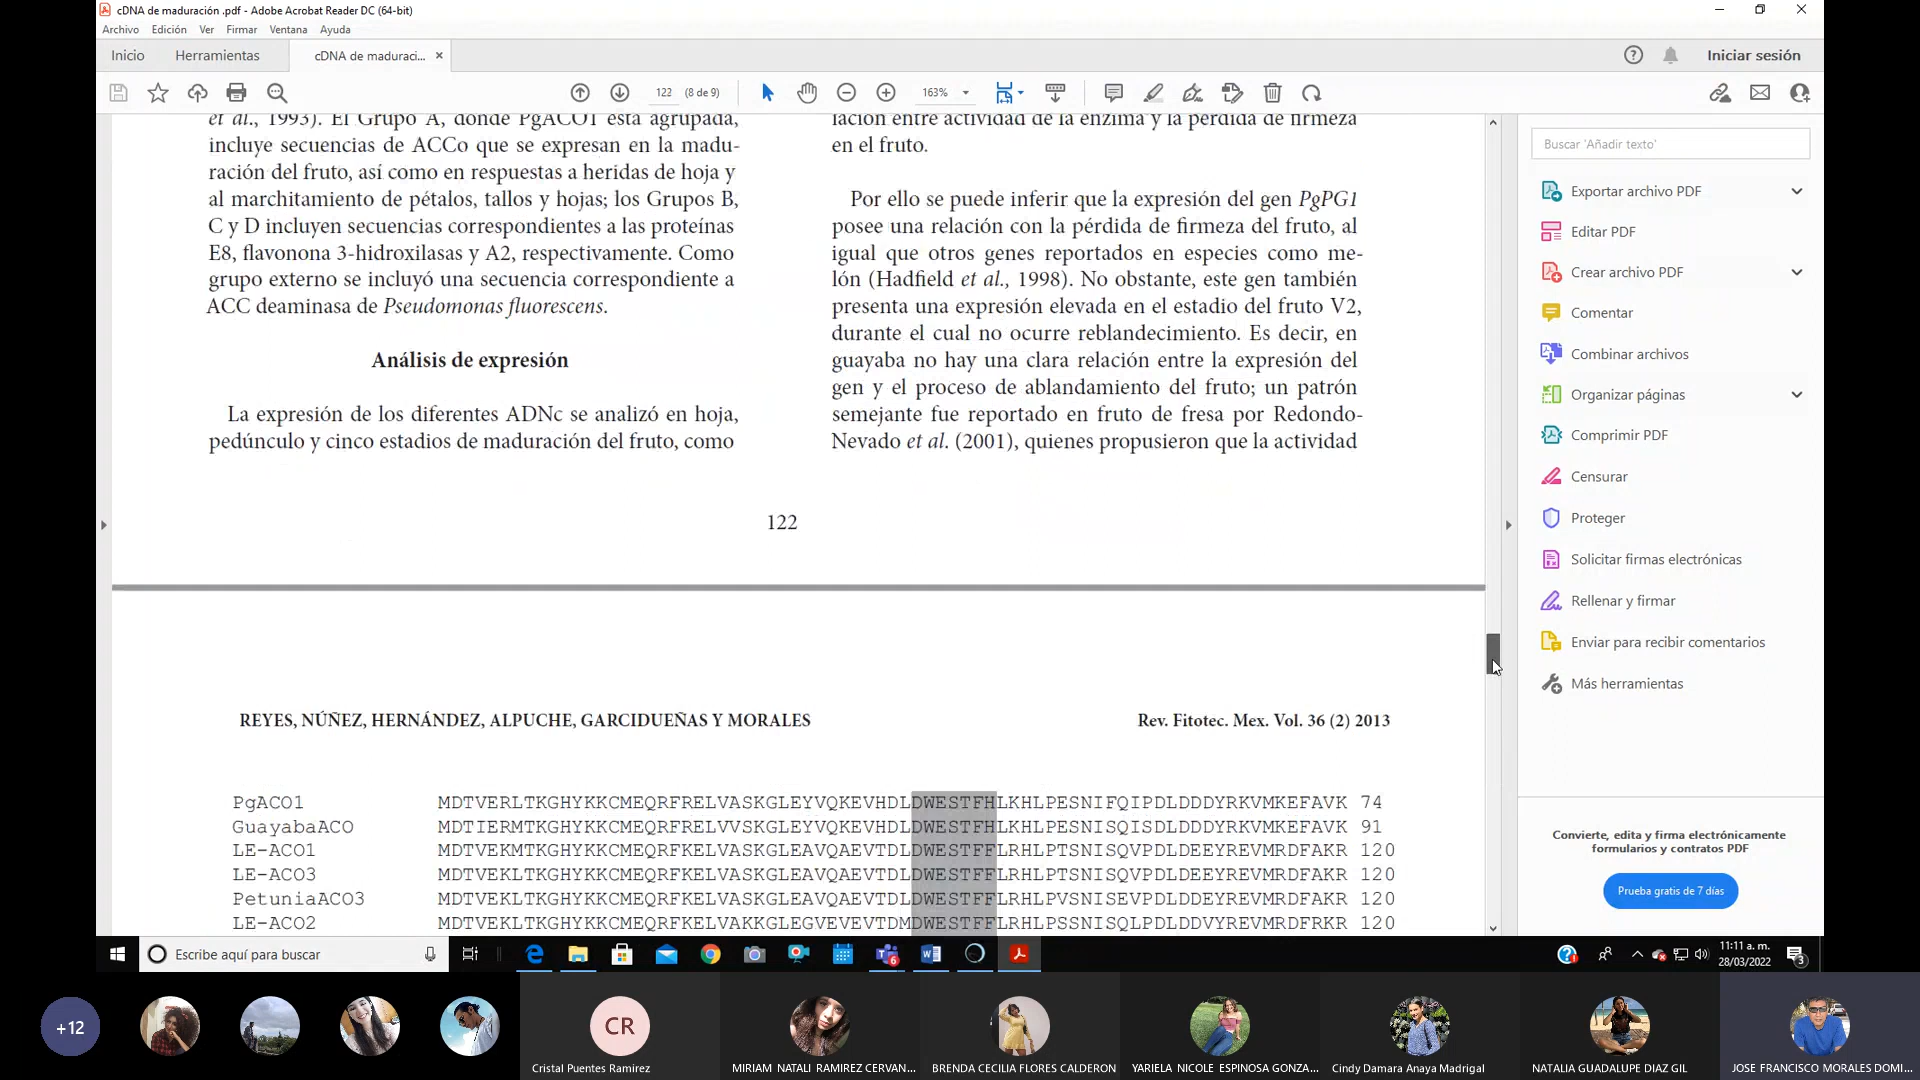 cDNA de maduración .pdf - Adobe Acrobat Reader DC (64-bit)
Archivo Edición Ver Firmar Ventana Ayuda
Inicio Herramientas cDNA de maduraci... × Iniciar sesión
122 (8 de 9) 163%
et al., 1993). El Grupo A, donde PgACO1 está agrupada,
incluye secuencias de ACCo que se expresan en la madu-
ración del fruto, así como en respuestas a heridas de hoja y
al marchitamiento de pétalos, tallos y hojas; los Grupos B,
C y D incluyen secuencias correspondientes a las proteínas
E8, flavonona 3-hidroxilasas y A2, respectivamente. Como
grupo externo se incluyó una secuencia correspondiente a
ACC deaminasa de Pseudomonas fluorescens.
Análisis de expresión
La expresión de los diferentes ADNc se analizó en hoja,
pedúnculo y cinco estadios de maduración del fruto, como
lación entre actividad de la enzima y la pérdida de firmeza
en el fruto.
Por ello se puede inferir que la expresión del gen PgPG1
posee una relación con la pérdida de firmeza del fruto, al
igual que otros genes reportados en especies como me-
lón (Hadfield et al., 1998). No obstante, este gen también
presenta una expresión elevada en el estadio del fruto V2,
durante el cual no ocurre reblandecimiento. Es decir, en
guayaba no hay una clara relación entre la expresión del
gen y el proceso de ablandamiento del fruto; un patrón
semejante fue reportado en fruto de fresa por Redondo-
Nevado et al. (2001), quienes propusieron que la actividad
122
REYES, NÚÑEZ, HERNÁNDEZ, ALPUCHE, GARCIDUEÑAS Y MORALES Rev. Fitotec. Mex. Vol. 36 (2) 2013
PgACO1 MDTVERLTKGHYKKCMEQRFRELVASKGLEYVQKEVHDLDWESTFHLKHLPESNIFQIPDLDDDYRKVMKEFAVK 74
GuayabaACO MDTIERMTKGHYKKCMEQRFRELVVSKGLEYVQKEVHDLDWESTFHLKHLPESNISQISDLDDDYRKVMKEFAVK 91
LE-ACO1 MDTVEKMTKGHYKKCMEQRFKELVASKGLEAVQAEVTDLDWESTFFLRHLPTSNISQVPDLDEEYREVMRDFAKR 120
LE-ACO3 MDTVEKLTKGHYKKCMEQRFKELVASKGLEAVQAEVTDLDWESTFFLRHLPTSNISQVPDLDEEYREVMRDFAKR 120
PetuniaACO3 MDTVEKLTKGHYKKCMEQRFKELVASKGLEAVQAEVTDLDWESTFFLRHLPVSNISEVPDLDDEYREVMRDFAKR 120
LE-ACO2 MDTVEKLTKGHYKKCMEQRFKELVAKKGLEGVEVEVTDMDWESTFFLRHLPSSNISQLPDLDDVYREVMRDFRKR 120
Buscar 'Añadir texto'
Exportar archivo PDF
Editar PDF
Crear archivo PDF
Comentar
Combinar archivos
Organizar páginas
Comprimir PDF
Censurar
Proteger
Solicitar firmas electrónicas
Rellenar y firmar
Enviar para recibir comentarios
Más herramientas
Convierte, edita y firma electrónicamente
formularios y contratos PDF
Prueba gratis de 7 días
Escribe aquí para buscar
11:11 a. m.
28/03/2022
3
6
+12
CR
Cristal Puentes Ramirez
MIRIAM NATALI RAMIREZ CERVAN...
BRENDA CECILIA FLORES CALDERON
YARIELA NICOLE ESPINOSA GONZA...
Cindy Damara Anaya Madrigal
NATALIA GUADALUPE DIAZ GIL
JOSE FRANCISCO MORALES DOMI...